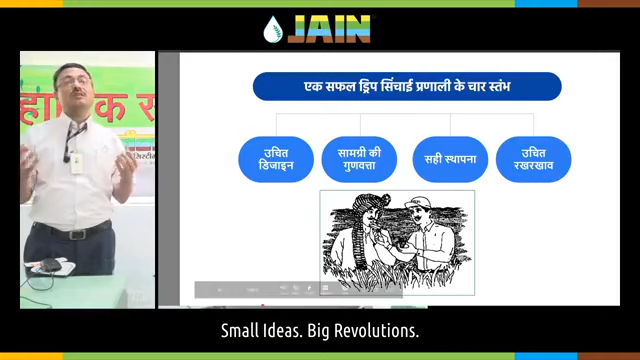 JAIN
एक सफल ड्रिप सिंचाई प्रणाली के चार स्तंभ
उचित
डिजाइन
सामग्री की
गुणवत्ता
सही स्थापना
उचित
रखरखाव
Small Ideas. Big Revolutions.